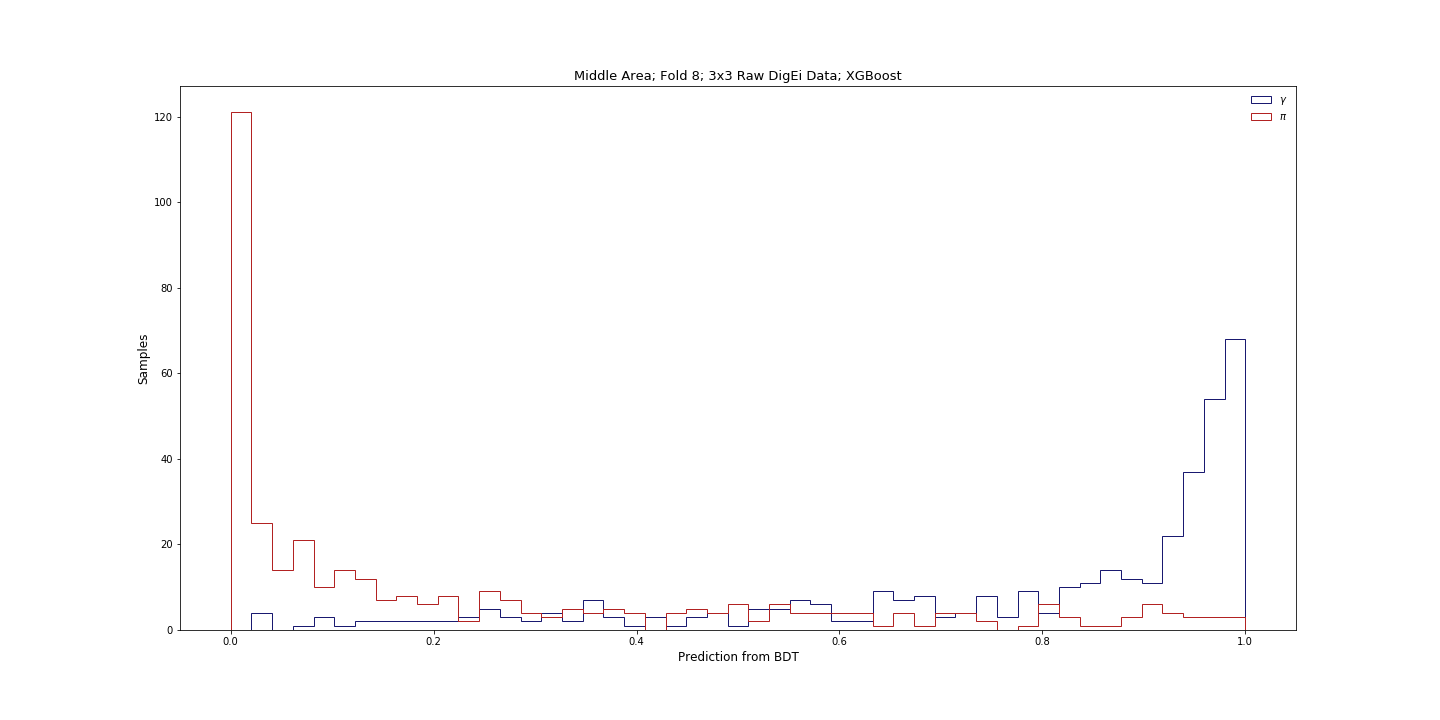 Middle Area; Fold 8; 3x3 Raw DigEi Data; XGBoost
γ
π
120
100
80
60
40
20
0
Samples
0.0 0.2 0.4 0.6 0.8 1.0
Prediction from BDT